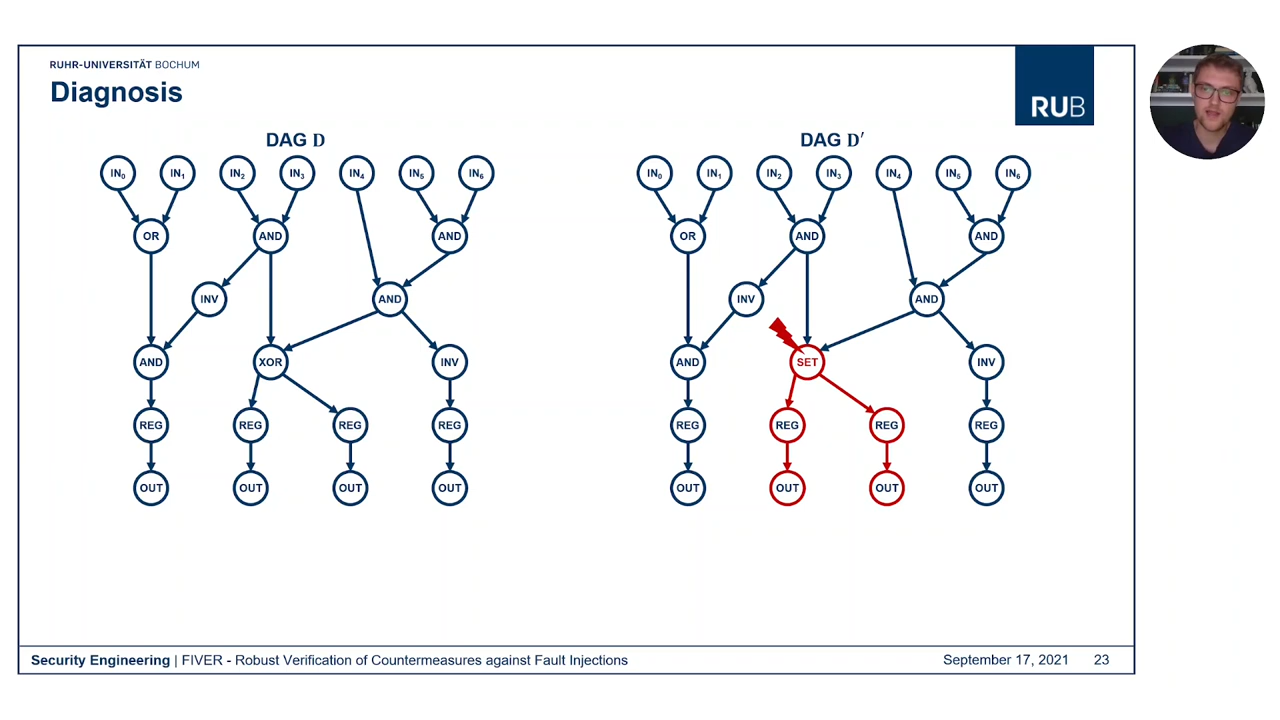 RUHR-UNIVERSITÄT BOCHUM
Diagnosis
RUB
DAG D
DAG D′
IN₀ IN₁ IN₂ IN₃ IN₄ IN₅ IN₆
IN₀ IN₁ IN₂ IN₃ IN₄ IN₅ IN₆
OR AND AND
OR AND AND
INV AND
INV AND
AND XOR INV
AND SET INV
REG REG REG REG
REG REG REG REG
OUT OUT OUT OUT
OUT OUT OUT OUT
Security Engineering | FIVER - Robust Verification of Countermeasures against Fault Injections
September 17, 2021 23